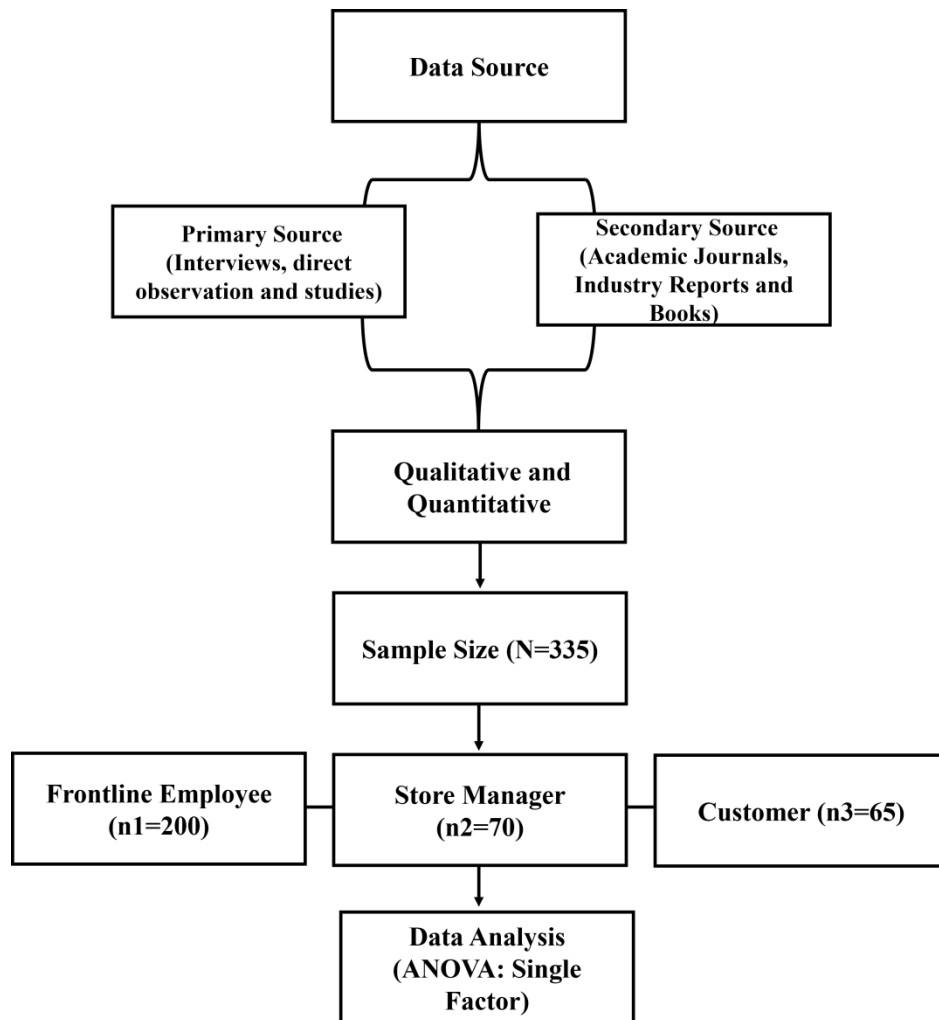 Data Source
Primary Source
(Interviews, direct
observation and studies)
Secondary Source
(Academic Journals,
Industry Reports and
Books)
Qualitative and
Quantitative
Sample Size (N=335)
Frontline Employee
(n1=200)
Store Manager
(n2=70)
Customer (n3=65)
Data Analysis
(ANOVA: Single
Factor)